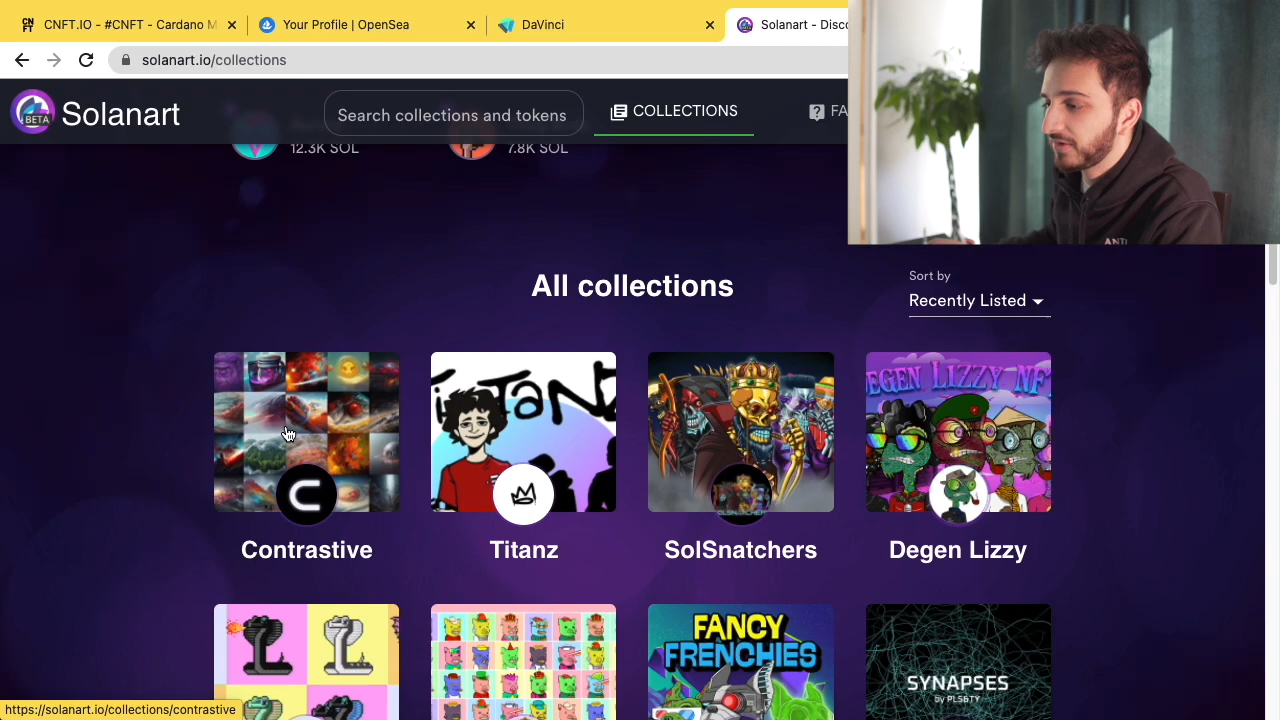 CNFT.IO - #CNFT - Cardano M
Your Profile | OpenSea
DaVinci
Solanart - Disco
solanart.io/collections
BETA
Solanart
Search collections and tokens
COLLECTIONS
FA
12.3K SOL
7.8K SOL
ANTI
All collections
Sort by
Recently Listed
TiTANZ
DEGEN LIZZY NF
C
Contrastive
Titanz
SolSnatchers
Degen Lizzy
FANCY
FRENCHIES
SYNAPSES
By PLSBTY
https://solanart.io/collections/contrastive